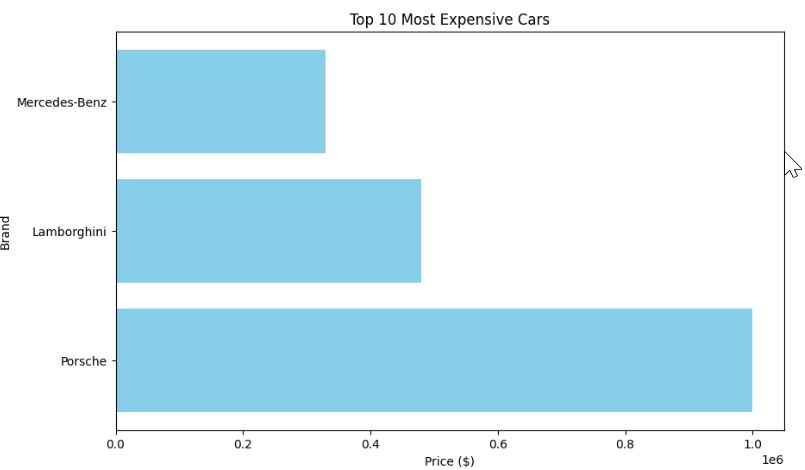 Top 10 Most Expensive Cars
Brand
Mercedes-Benz
Lamborghini
Porsche
0.0 0.2 0.4 0.6 0.8 1.0
1e6
Price ($)